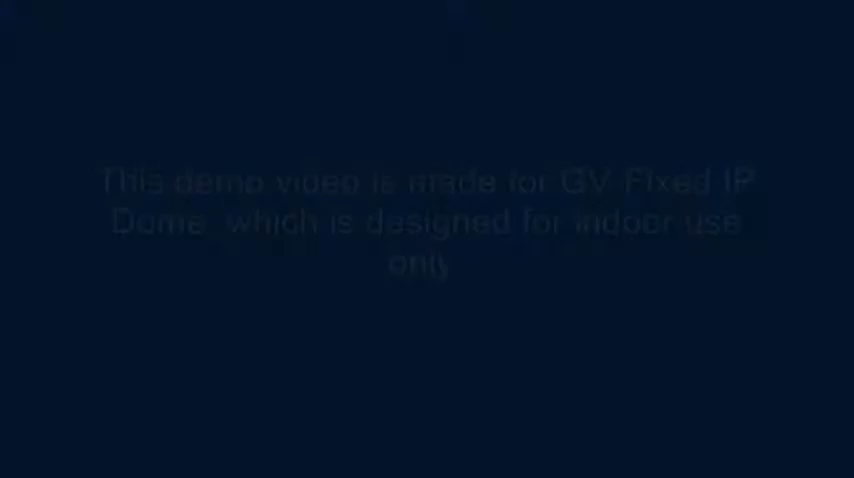 This demo video is made for GV-Fixed IP
Dome, which is designed for indoor use
only